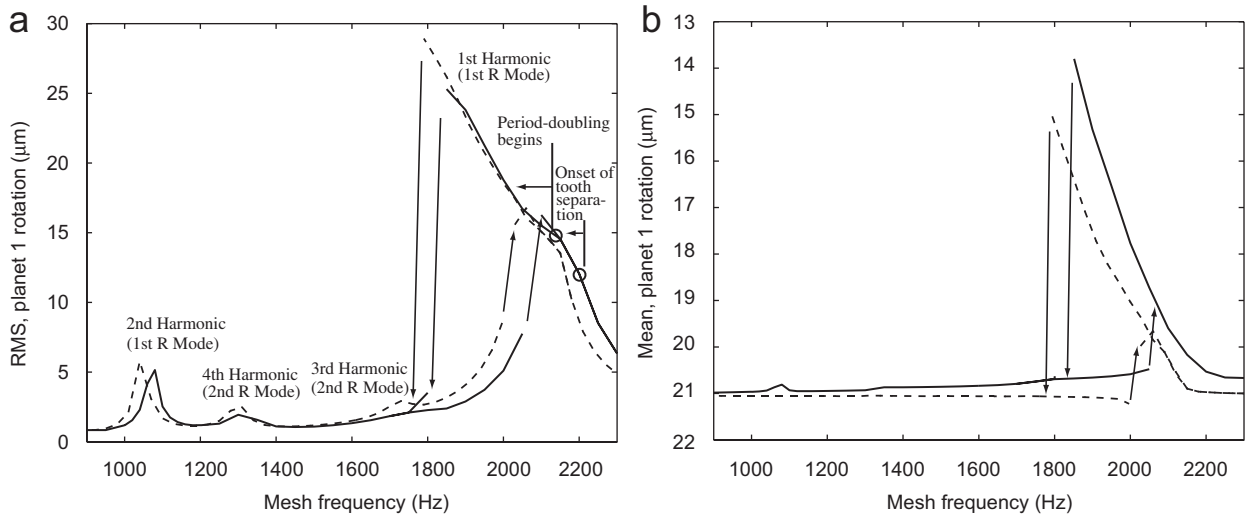 a
30
25
20
15
10
5
0
RMS, planet 1 rotation (μm)
1st Harmonic
(1st R Mode)
Period-doubling
begins
Onset of
tooth
separa-
tion
2nd Harmonic
(1st R Mode)
4th Harmonic
(2nd R Mode)
3rd Harmonic
(2nd R Mode)
1000 1200 1400 1600 1800 2000 2200
Mesh frequency (Hz)
b
13
14
15
16
17
18
19
20
21
22
Mean, planet 1 rotation (μm)
1000 1200 1400 1600 1800 2000 2200
Mesh frequency (Hz)